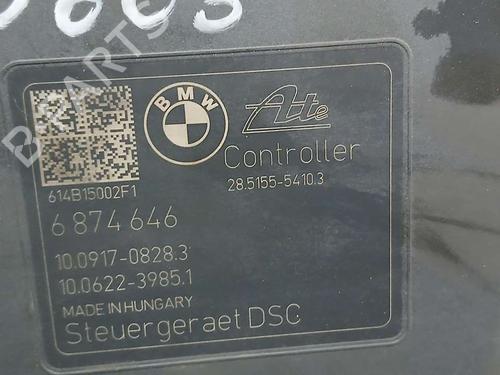 BMW
Ate
Controller
614B15002F1
28.5155-5410.3
6 874 646
10.0917-0828.3
10.0622-3985.1
MADE IN HUNGARY
Steuergeraet DSC